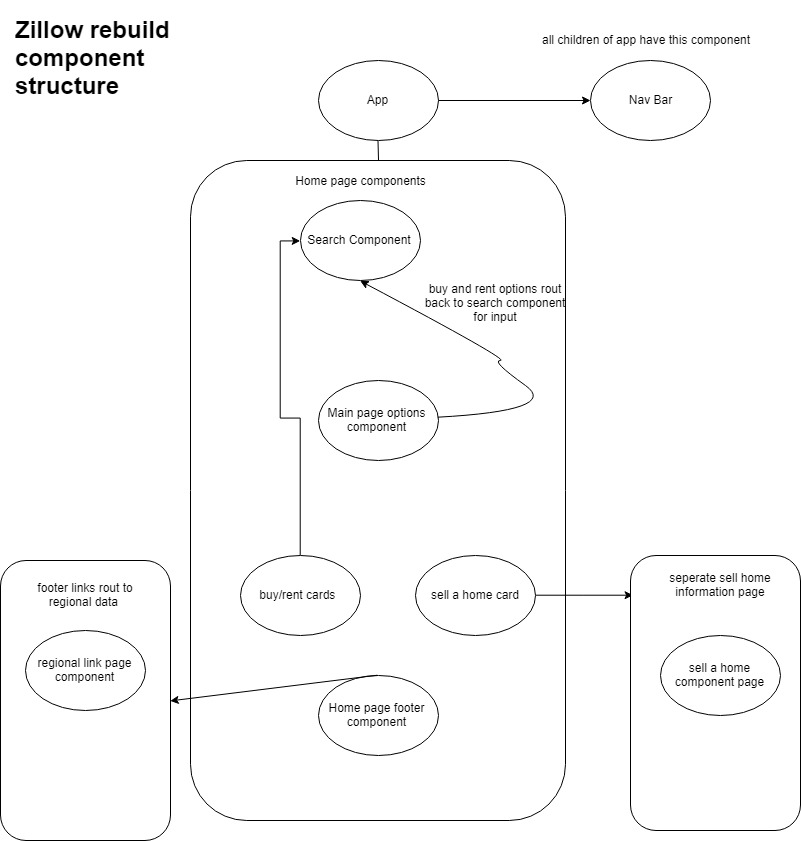 Zillow rebuild
component
structure
all children of app have this component
App
Nav Bar
Home page components
Search Component
buy and rent options rout
back to search component
for input
Main page options
component
buy/rent cards
sell a home card
footer links rout to
regional data
regional link page
component
seperate sell home
information page
sell a home
component page
Home page footer
component